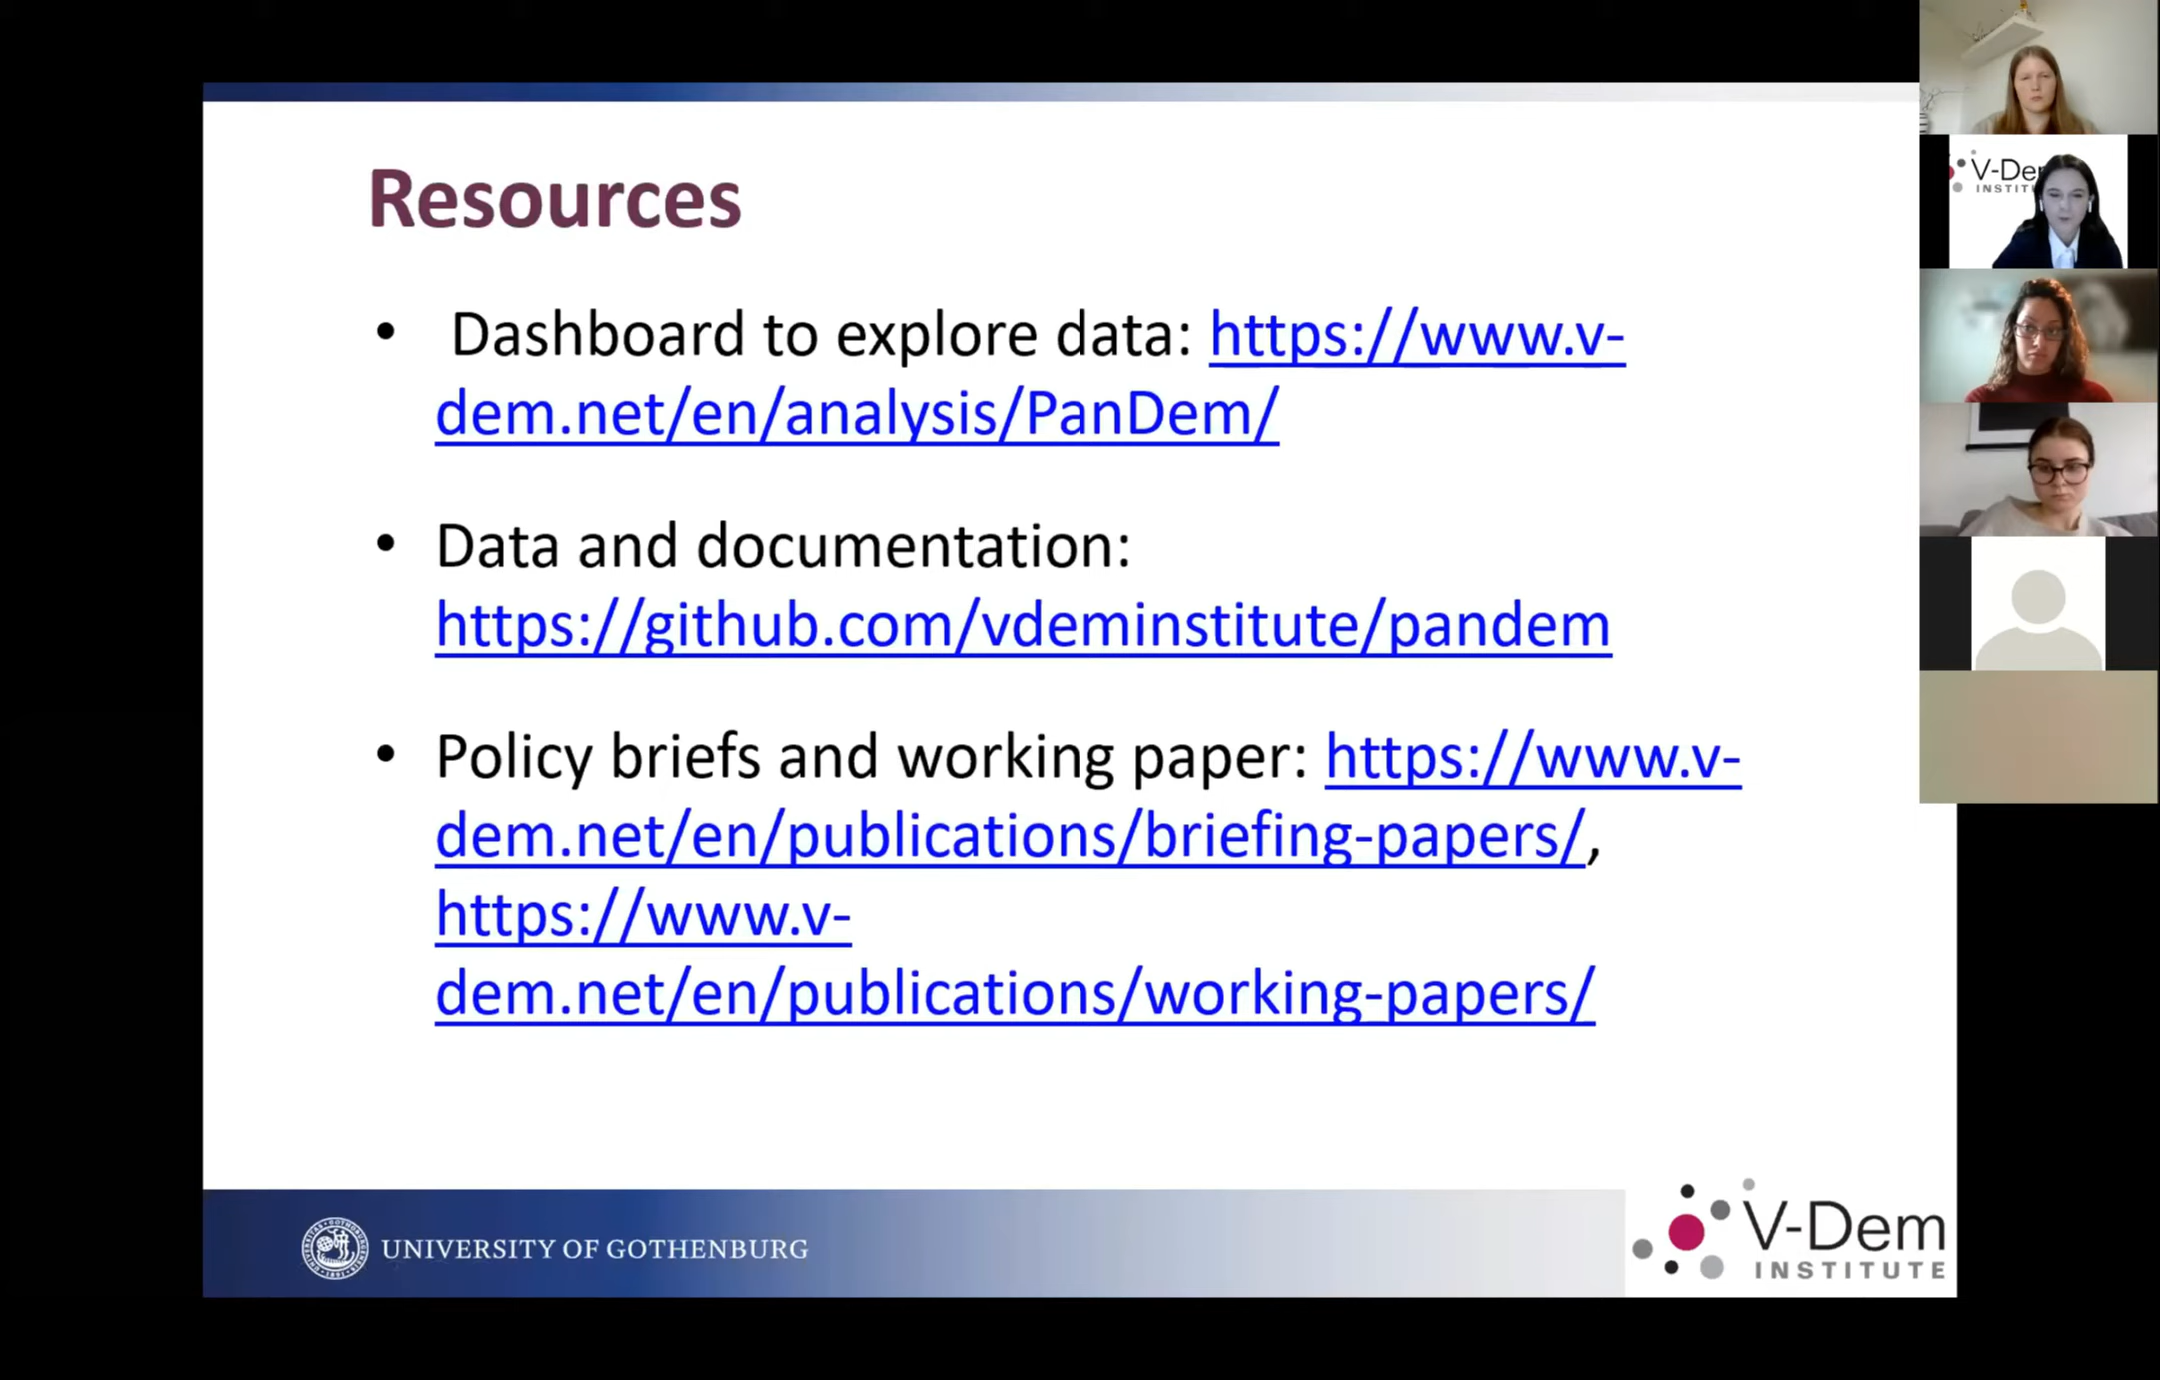 Resources
• Dashboard to explore data: https://www.v-
dem.net/en/analysis/PanDem/
• Data and documentation:
https://github.com/vdeminstitute/pandem
• Policy briefs and working paper: https://www.v-
dem.net/en/publications/briefing-papers/,
https://www.v-
dem.net/en/publications/working-papers/
UNIVERSITY OF GOTHENBURG
V-Dem
INSTITUTE